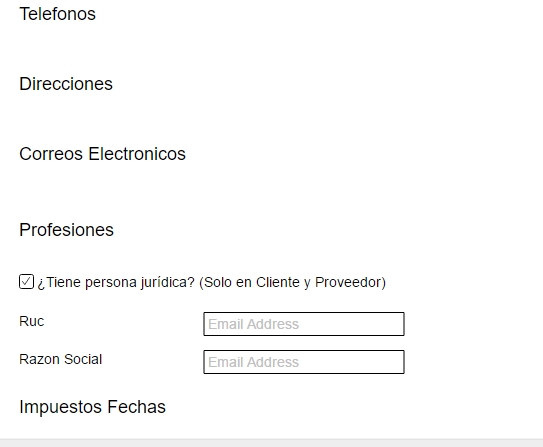 Telefonos
Direcciones
Correos Electronicos
Profesiones
¿Tiene persona jurídica? (Solo en Cliente y Proveedor)
Ruc Email Address
Razon Social Email Address
Impuestos Fechas